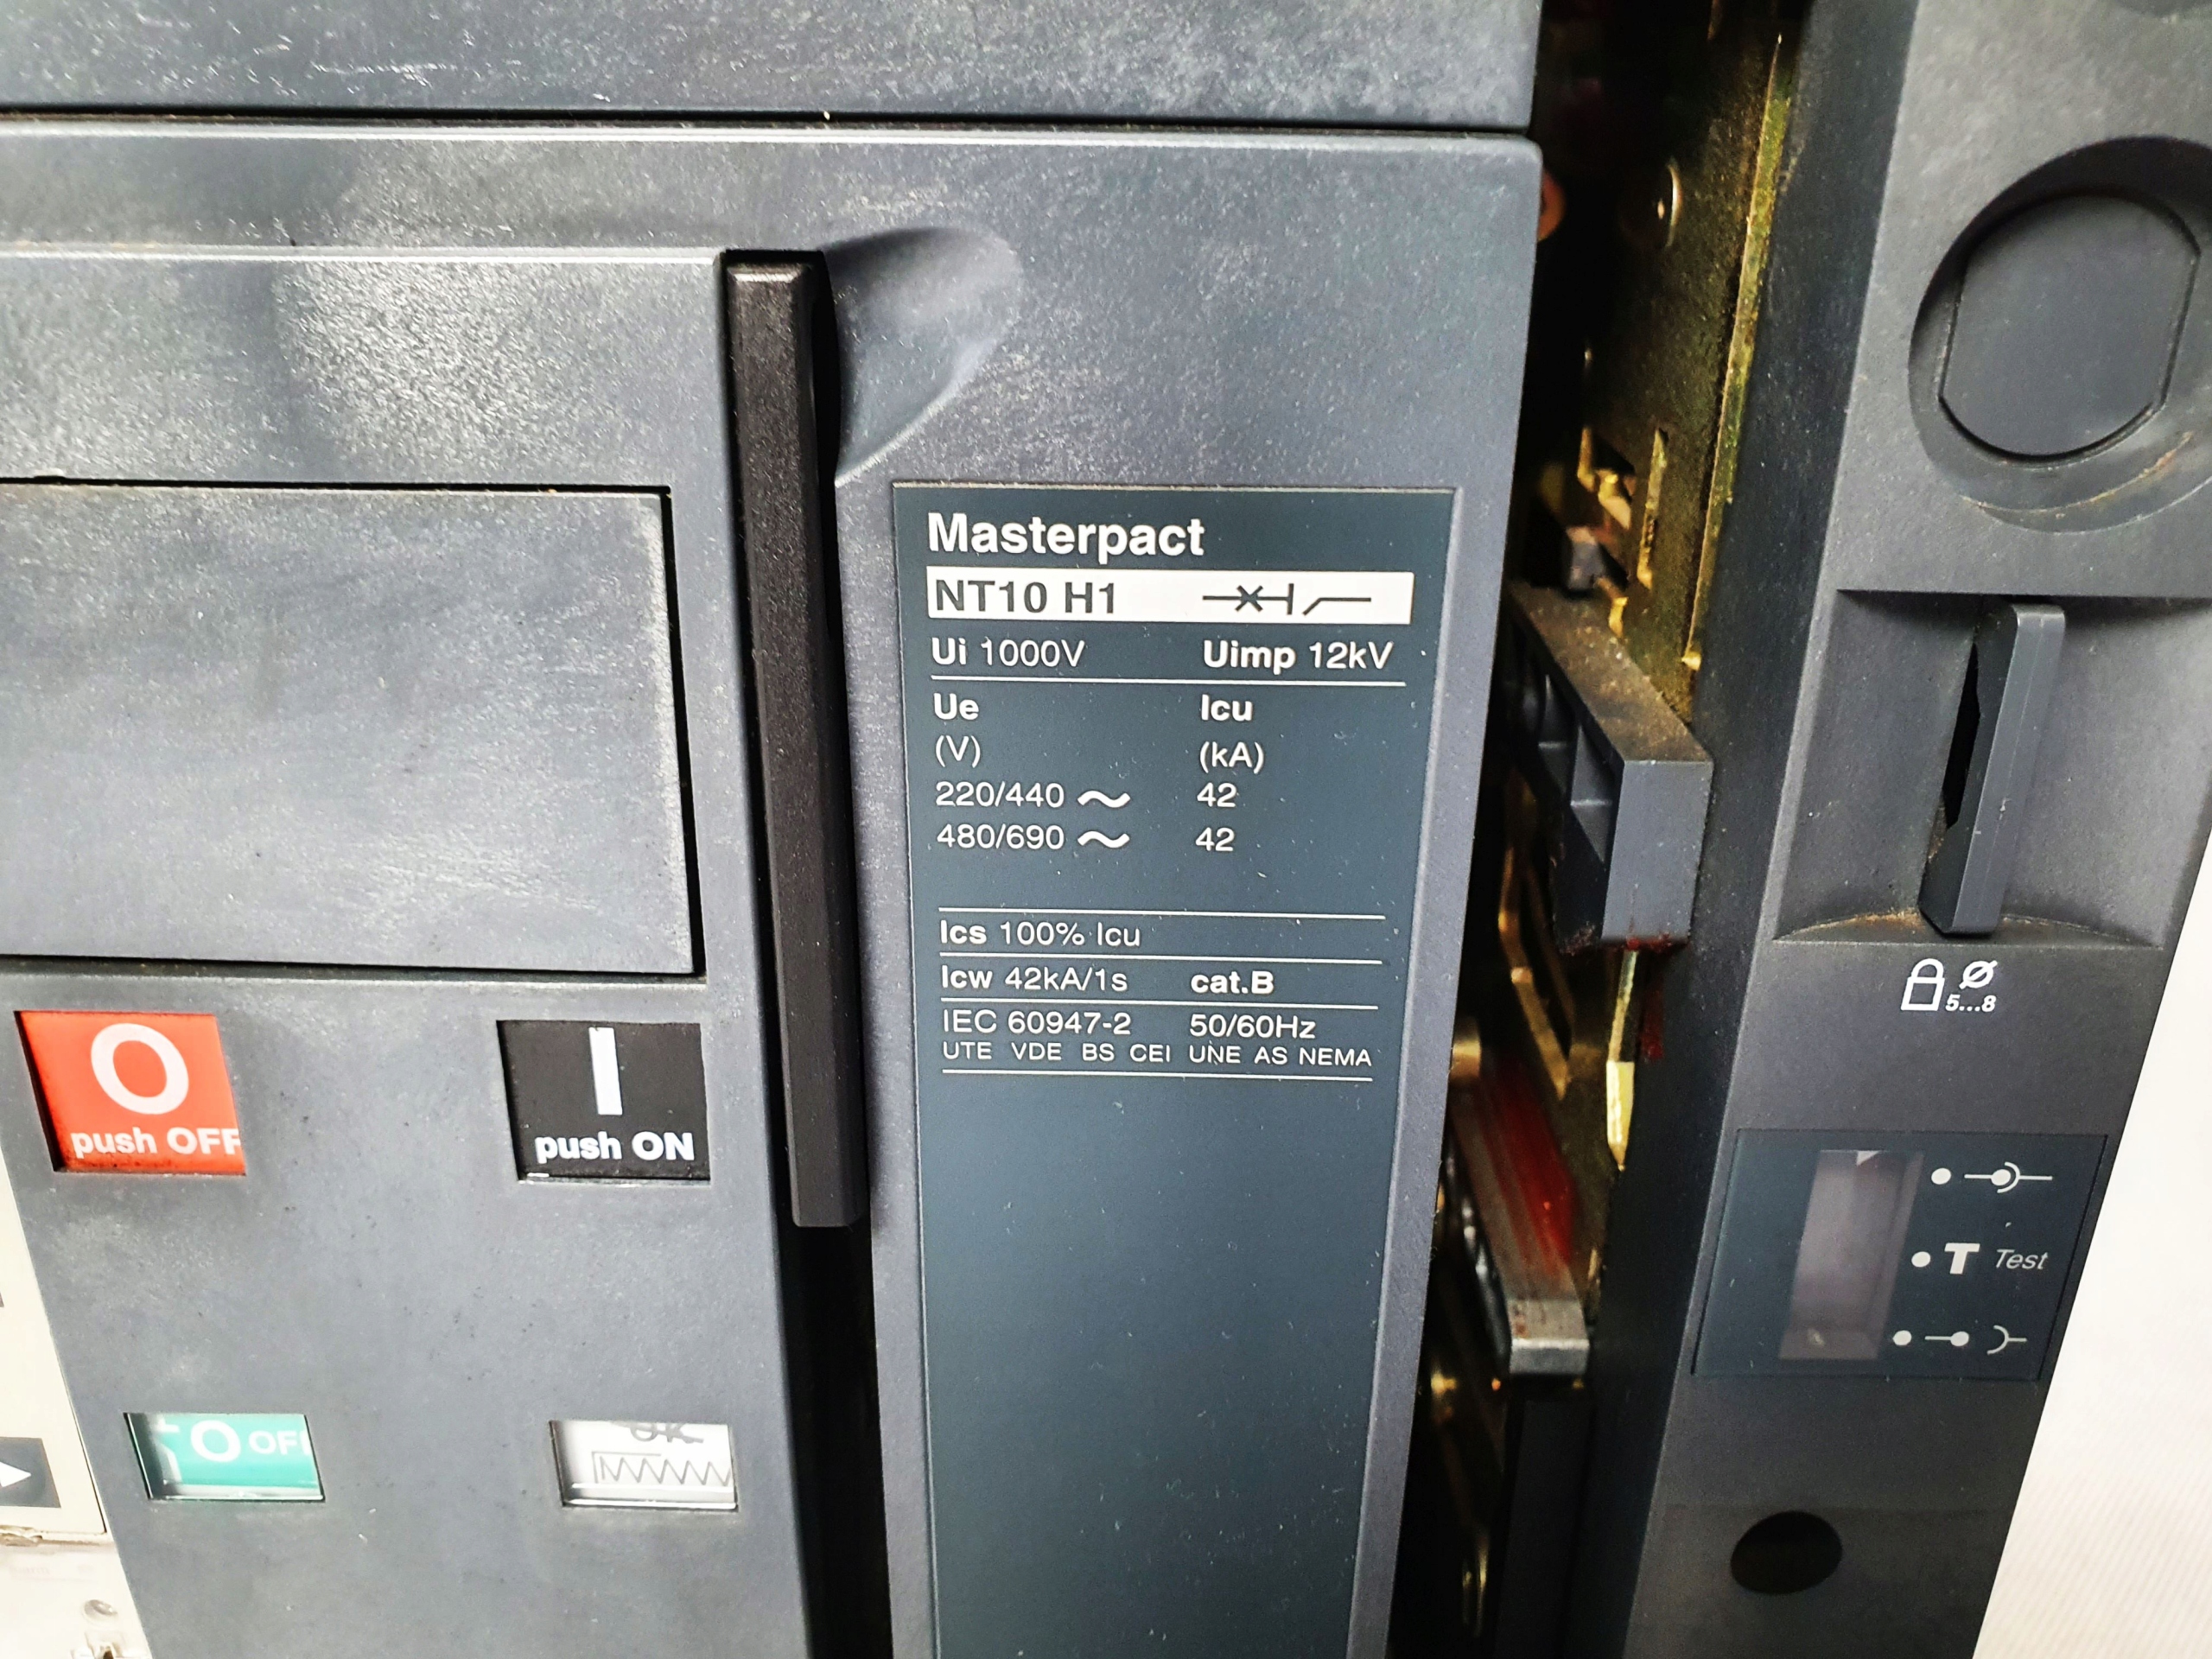 Masterpact
NT10 H1
Ui 1000V Uimp 12kV
Ue Icu
(V) (kA)
220/440 ~ 42
480/690 ~ 42
Ics 100% Icu
Icw 42kA/1s cat.B
IEC 60947-2 50/60Hz
UTE VDE BS CEI UNE AS NEMA
O
push OFF
I
push ON
O OFF
OK
Ø
5...8
T Test